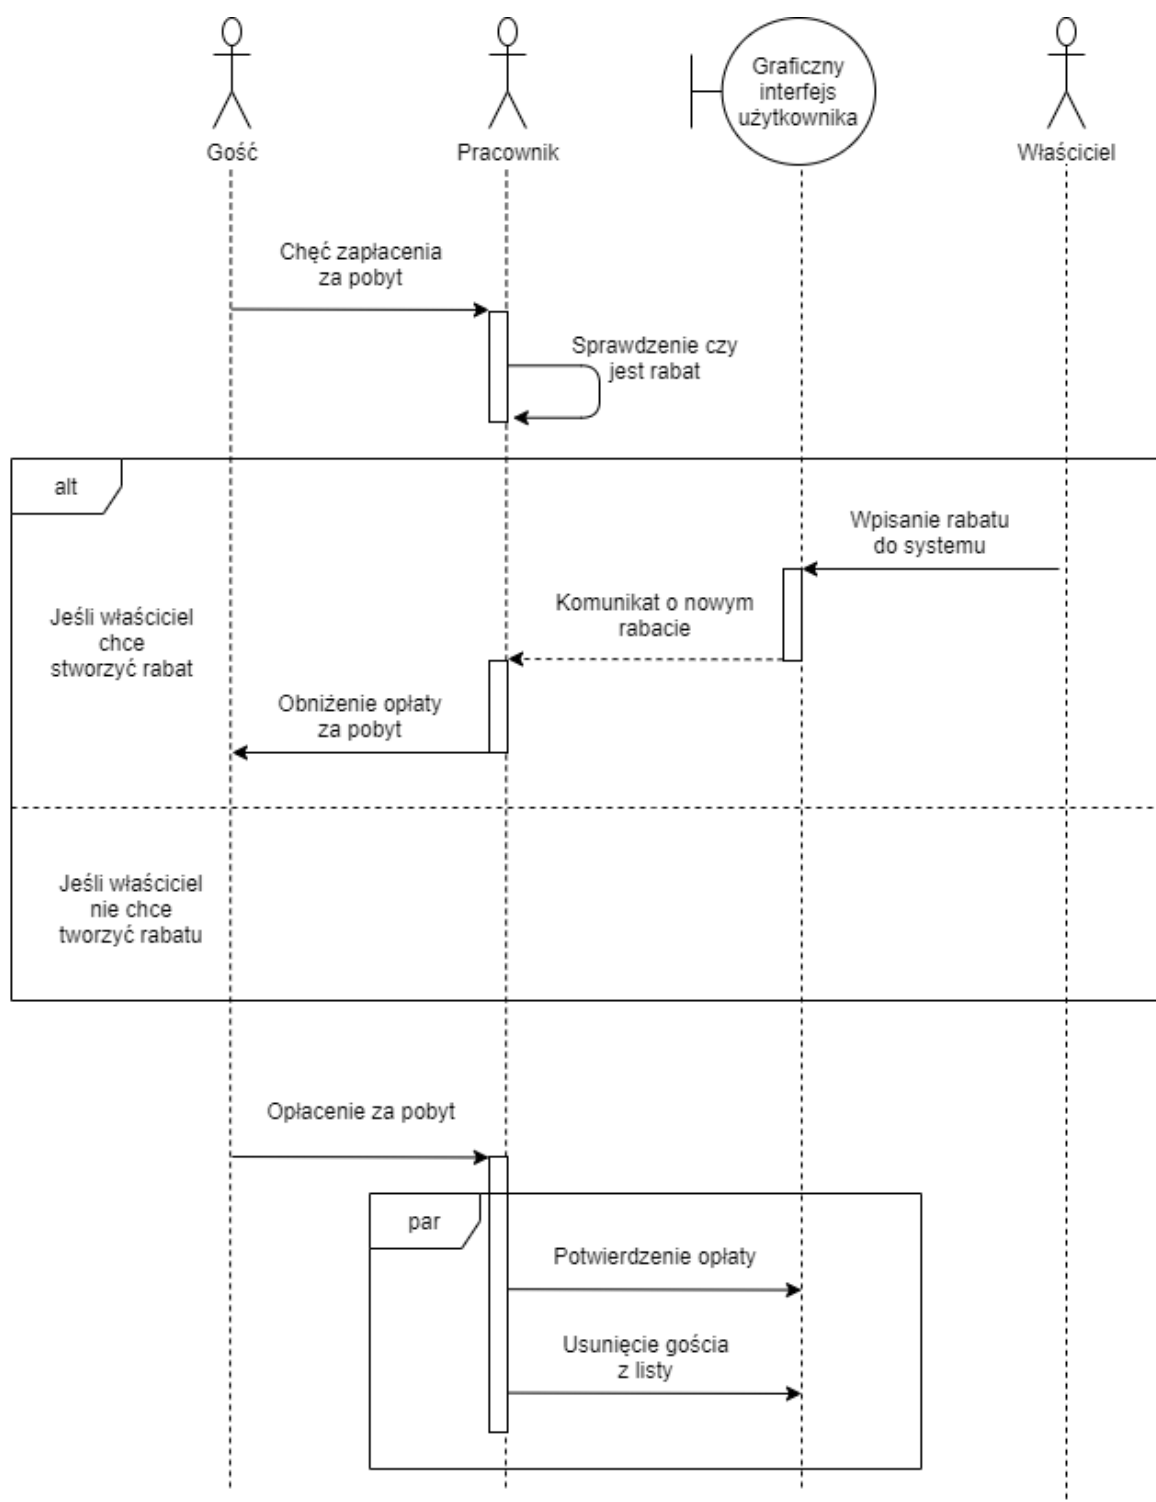 Graficzny
interfejs
użytkownika
Gość
Pracownik
Właściciel
Chęć zapłacenia
za pobyt
Sprawdzenie czy
jest rabat
alt
Wpisanie rabatu
do systemu
Jeśli właściciel
chce
stworzyć rabat
Komunikat o nowym
rabacie
Obniżenie opłaty
za pobyt
Jeśli właściciel
nie chce
tworzyć rabatu
Opłacenie za pobyt
par
Potwierdzenie opłaty
Usunięcie gościa
z listy